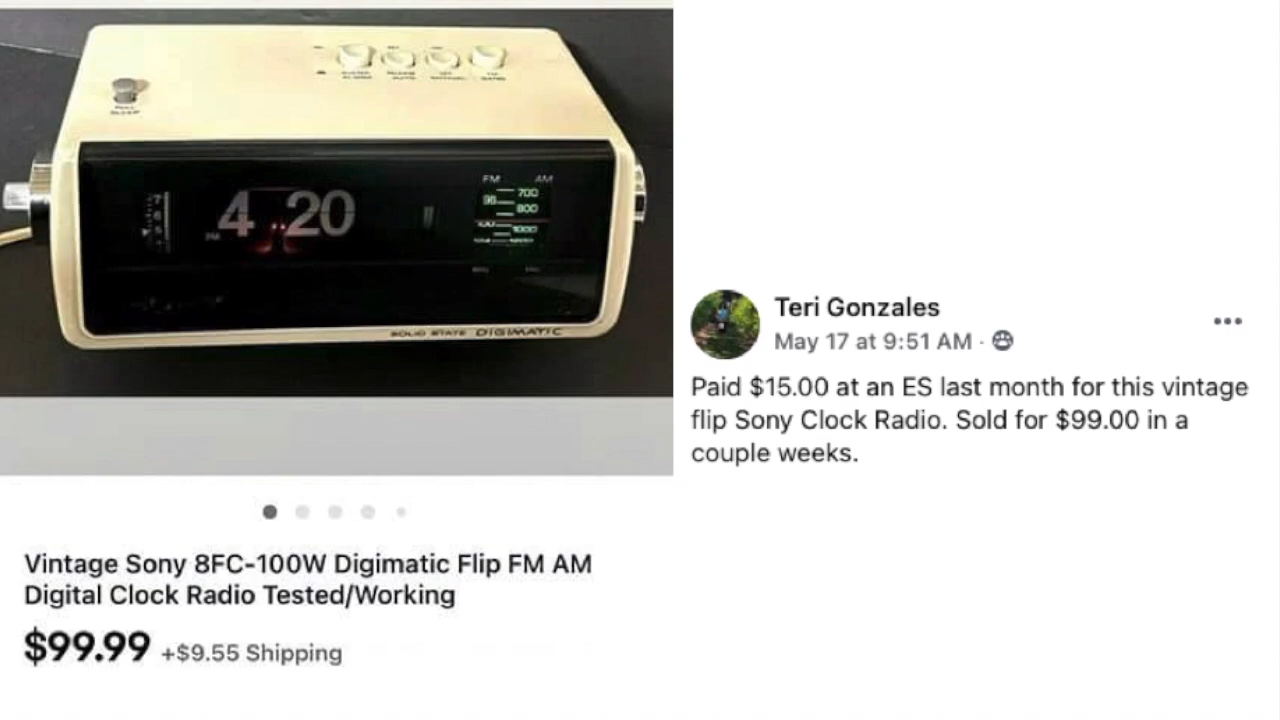 4 20
PM
FM AM
700
800
1000
SOLID STATE DIGIMATIC
Vintage Sony 8FC-100W Digimatic Flip FM AM
Digital Clock Radio Tested/Working
$99.99 +$9.55 Shipping
Teri Gonzales
May 17 at 9:51 AM ·
Paid $15.00 at an ES last month for this vintage
flip Sony Clock Radio. Sold for $99.00 in a
couple weeks.